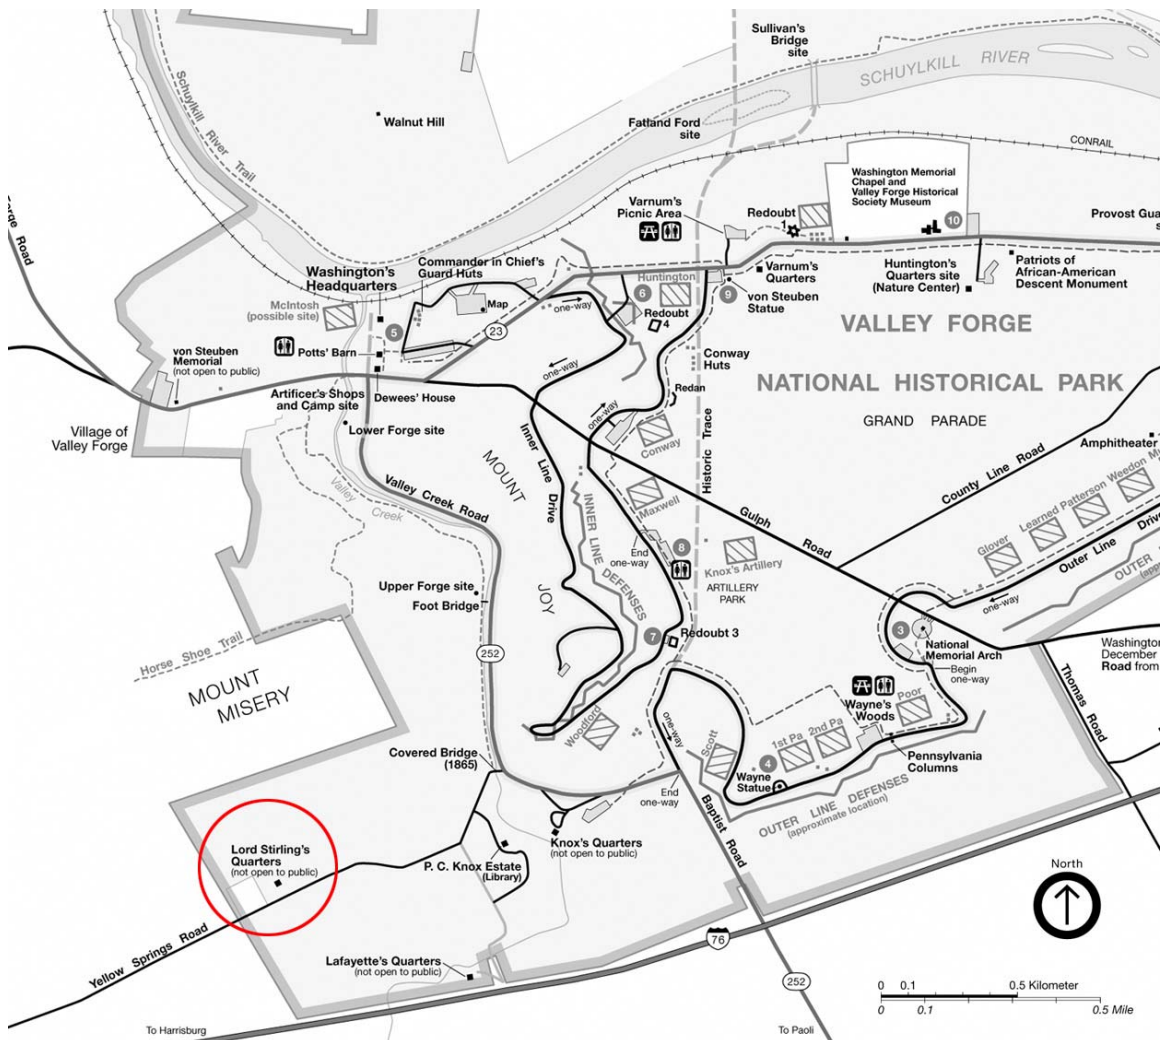 Sullivan's
Bridge
site
SCHUYLKILL RIVER
Schuylkill River Trail
Walnut Hill
Fatland Ford
site
CONRAIL
Washington Memorial
Chapel and
Valley Forge Historical
Society Museum
10
Varnum's
Picnic Area
Redoubt
1
Provost Gua
s
Road
Washington's
Headquarters
Commander in Chief's
Guard Huts
Map
McIntosh
(possible site)
5
23
one-way
6
Huntington
Redoubt
4
9
Varnum's
Quarters
von Steuben
Statue
Huntington's
Quarters site
(Nature Center)
Patriots of
African-American
Descent Monument
VALLEY FORGE
NATIONAL HISTORICAL PARK
GRAND PARADE
von Steuben
Memorial
(not open to public)
Potts' Barn
Dewees' House
Artificer's Shops
and Camp site
Lower Forge site
Village of
Valley Forge
one-way
Conway
Huts
Redan
one-way
Conway
Historic Trace
Amphitheater
County Line Road
MOUNT
JOY
Inner Line Drive
Valley Creek Road
Valley
Creek
INNER LINE DEFENSES
Maxwell
Gulph
Road
End
one-way
8
Knox's Artillery
ARTILLERY
PARK
Glover
Learned
Patterson
Weedon
Outer Line Drive
OUTER
(appro
one-way
Upper Forge site
Foot Bridge
252
7
Redoubt 3
3
National
Memorial Arch
Begin
one-way
Washington
December
Road from
Thomas Road
Horse Shoe Trail
MOUNT
MISERY
Woodford
one-way
Wayne's
Woods
Poor
Scott
1st Pa
2nd Pa
4
Wayne
Statue
Pennsylvania
Columns
Covered Bridge
(1865)
End
one-way
OUTER LINE DEFENSES
(approximate location)
Baptist Road
Lord Stirling's
Quarters
(not open to public)
P. C. Knox Estate
(Library)
Knox's Quarters
(not open to public)
North
Yellow Springs Road
Lafayette's Quarters
(not open to public)
76
252
0 0.1 0.5 Kilometer
0 0.1 0.5 Mile
To Harrisburg
To Paoli